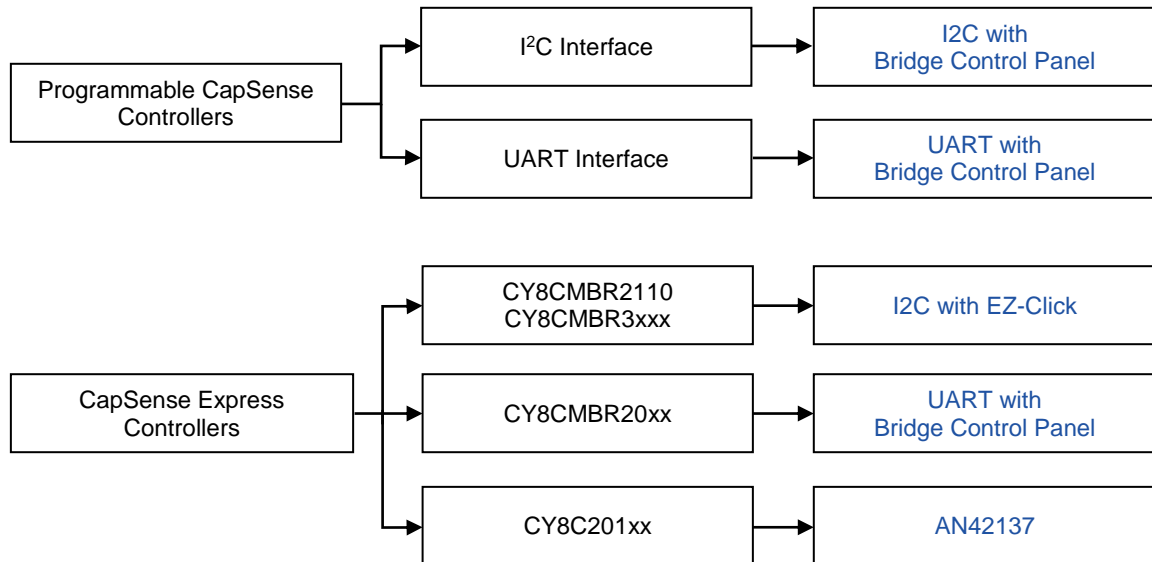 I²C Interface
I2C with
Bridge Control Panel
Programmable CapSense
Controllers
UART Interface
UART with
Bridge Control Panel
CY8CMBR2110
CY8CMBR3xxx
I2C with EZ-Click
CapSense Express
Controllers
CY8CMBR20xx
UART with
Bridge Control Panel
CY8C201xx
AN42137